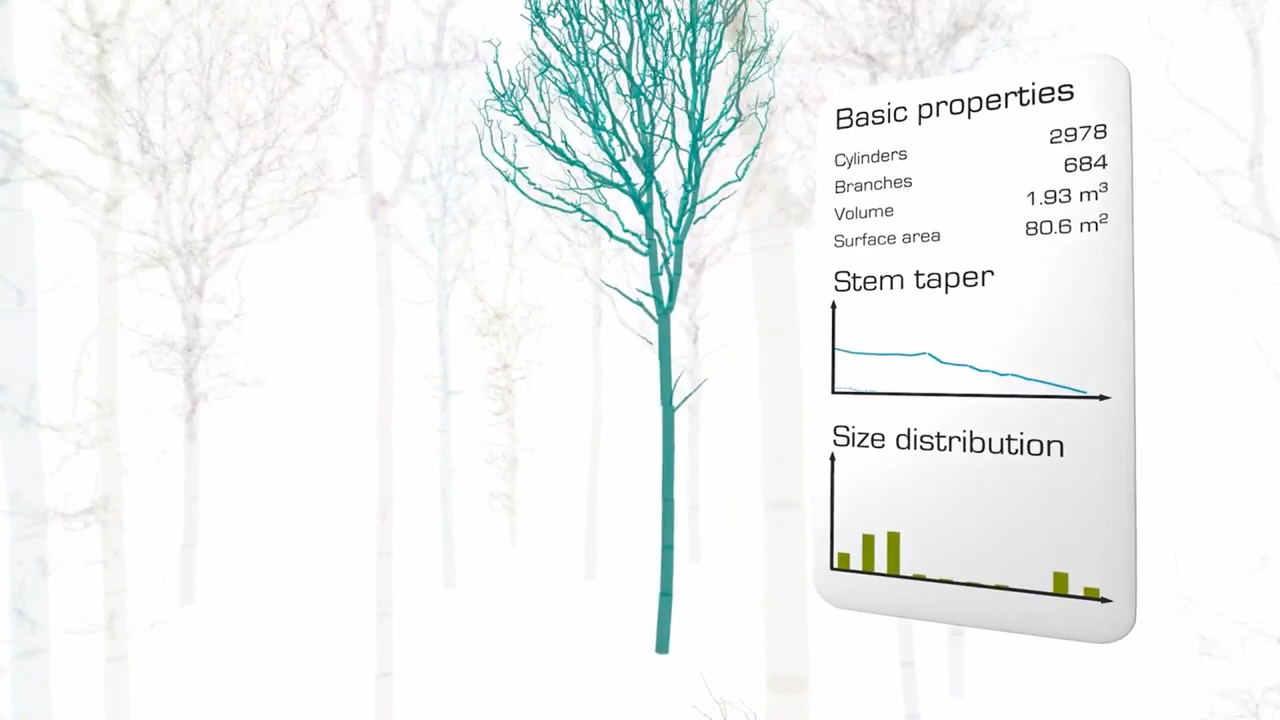 Basic properties
Cylinders 2978
Branches 684
Volume 1.93 m³
Surface area 80.6 m²
Stem taper
Size distribution